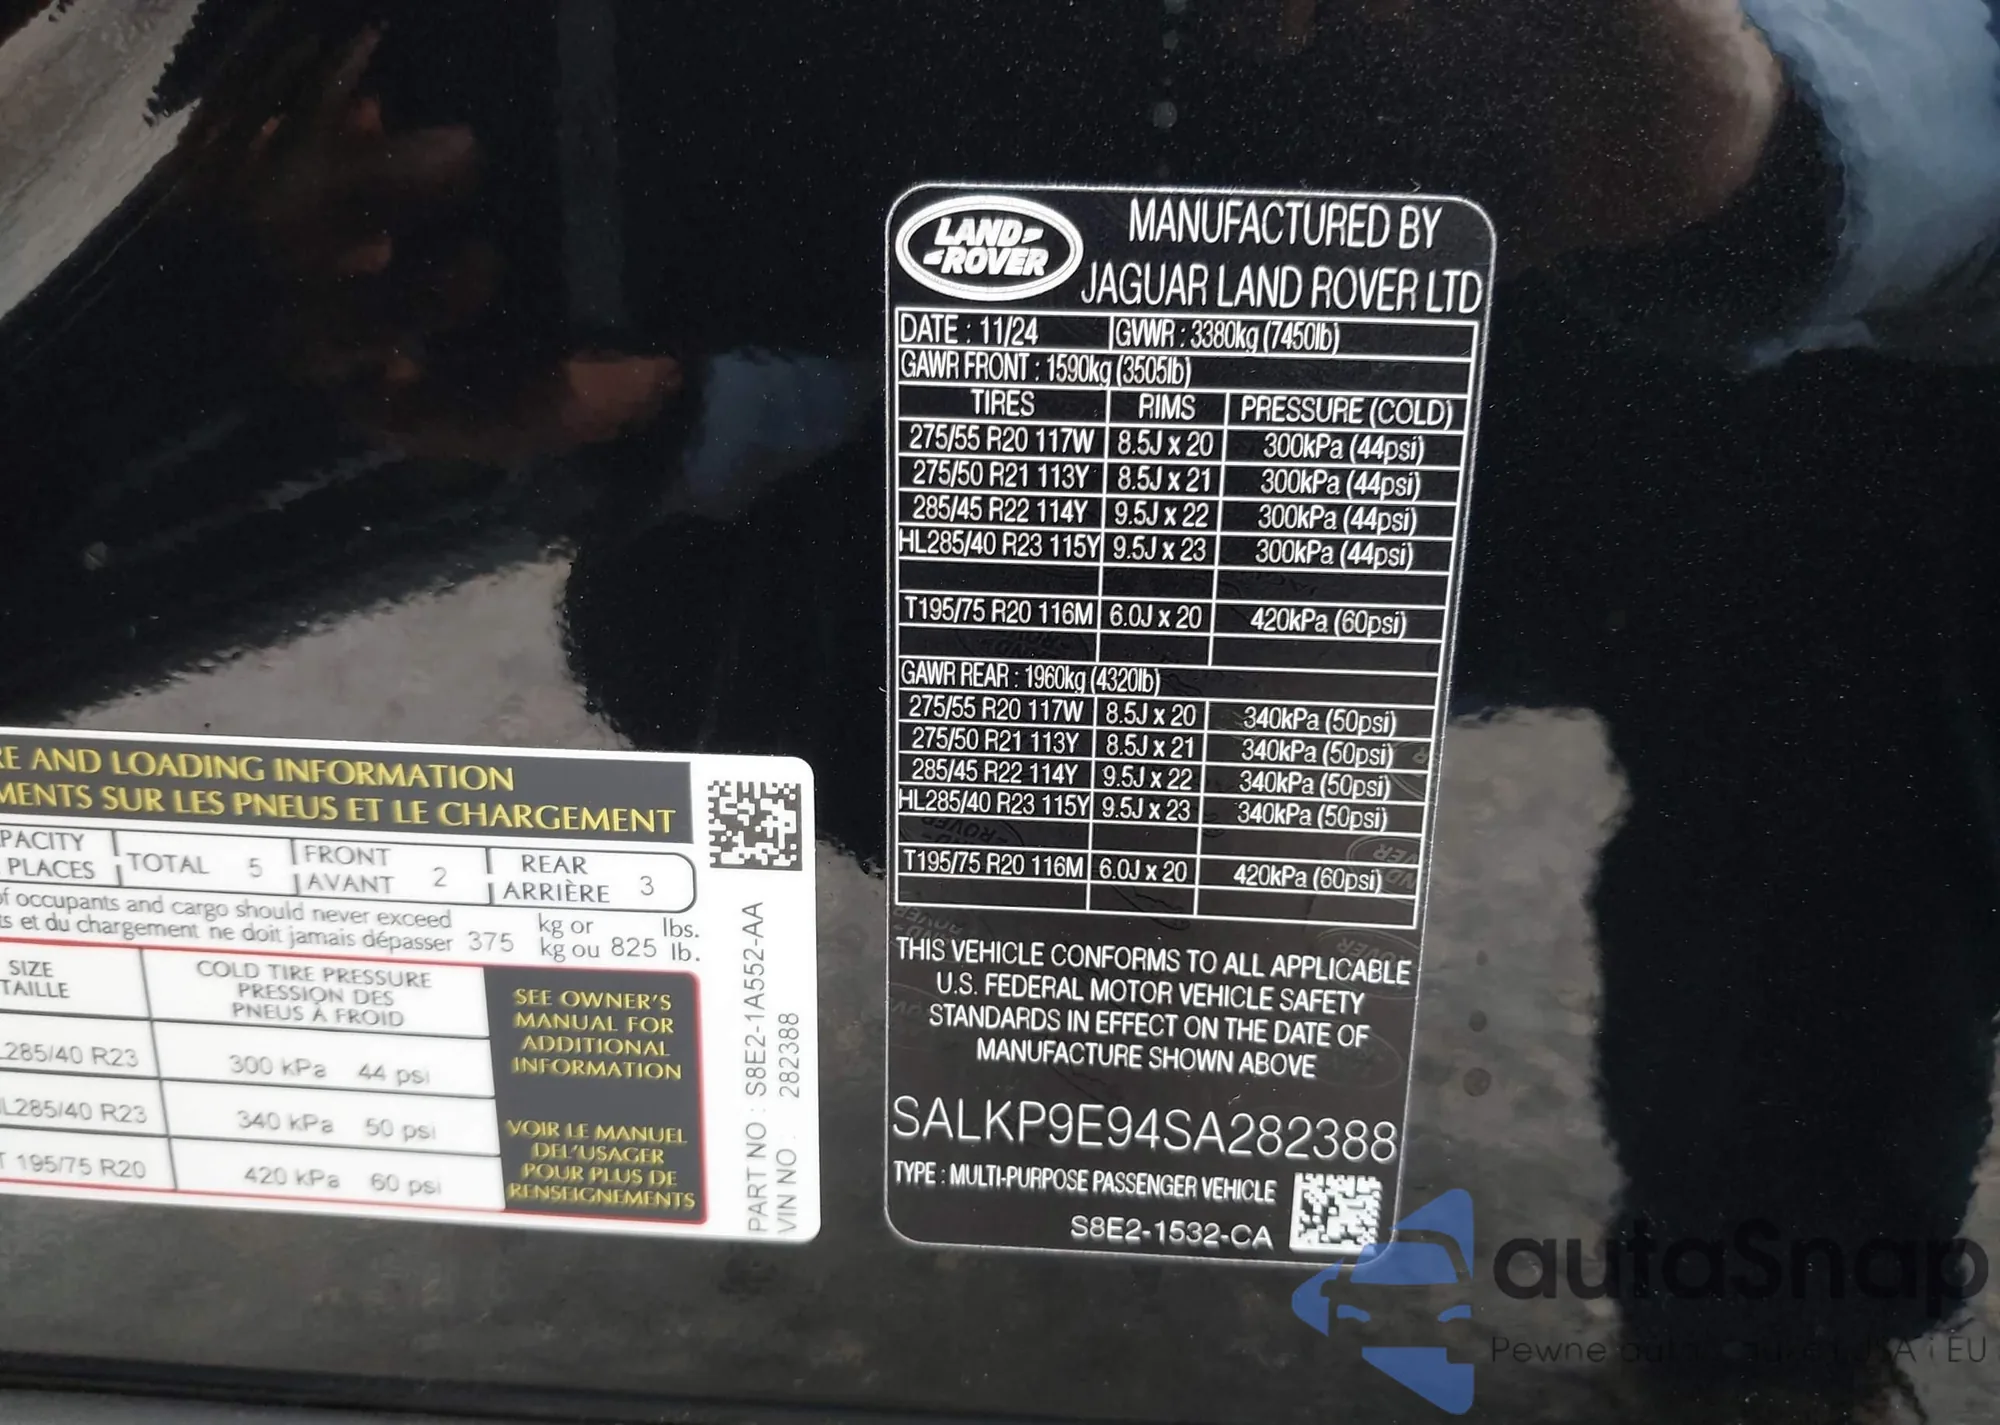 LAND-
-ROVER
MANUFACTURED BY
JAGUAR LAND ROVER LTD
DATE : 11/24 GVWR : 3380kg (7450lb)
GAWR FRONT : 1590kg (3505lb)
TIRES RIMS PRESSURE (COLD)
275/55 R20 117W 8.5J x 20 300kPa (44psi)
275/50 R21 113Y 8.5J x 21 300kPa (44psi)
285/45 R22 114Y 9.5J x 22 300kPa (44psi)
HL285/40 R23 115Y 9.5J x 23 300kPa (44psi)
T195/75 R20 116M 6.0J x 20 420kPa (60psi)
GAWR REAR : 1960kg (4320lb)
275/55 R20 117W 8.5J x 20 340kPa (50psi)
275/50 R21 113Y 8.5J x 21 340kPa (50psi)
285/45 R22 114Y 9.5J x 22 340kPa (50psi)
HL285/40 R23 115Y 9.5J x 23 340kPa (50psi)
T195/75 R20 116M 6.0J x 20 420kPa (60psi)
THIS VEHICLE CONFORMS TO ALL APPLICABLE
U.S. FEDERAL MOTOR VEHICLE SAFETY
STANDARDS IN EFFECT ON THE DATE OF
MANUFACTURE SHOWN ABOVE
SALKP9E94SA282388
TYPE : MULTI-PURPOSE PASSENGER VEHICLE
S8E2-1532-CA
RE AND LOADING INFORMATION
MENTS SUR LES PNEUS ET LE CHARGEMENT
PACITY
PLACES
TOTAL 5
FRONT
AVANT 2
REAR
ARRIÈRE 3
of occupants and cargo should never exceed kg or lbs.
ts et du chargement ne doit jamais dépasser 375 kg ou 825 lb.
SIZE
TAILLE
COLD TIRE PRESSURE
PRESSION DES
PNEUS À FROID
L285/40 R23 300 kPa 44 psi
L285/40 R23 340 kPa 50 psi
T 195/75 R20 420 kPa 60 psi
SEE OWNER'S
MANUAL FOR
ADDITIONAL
INFORMATION
VOIR LE MANUEL
DEL'USAGER
POUR PLUS DE
RENSEIGNEMENTS
PART NO : S8E2-1A552-AA
VIN NO : 282388
autaSnap
Pewne auta USA i EU